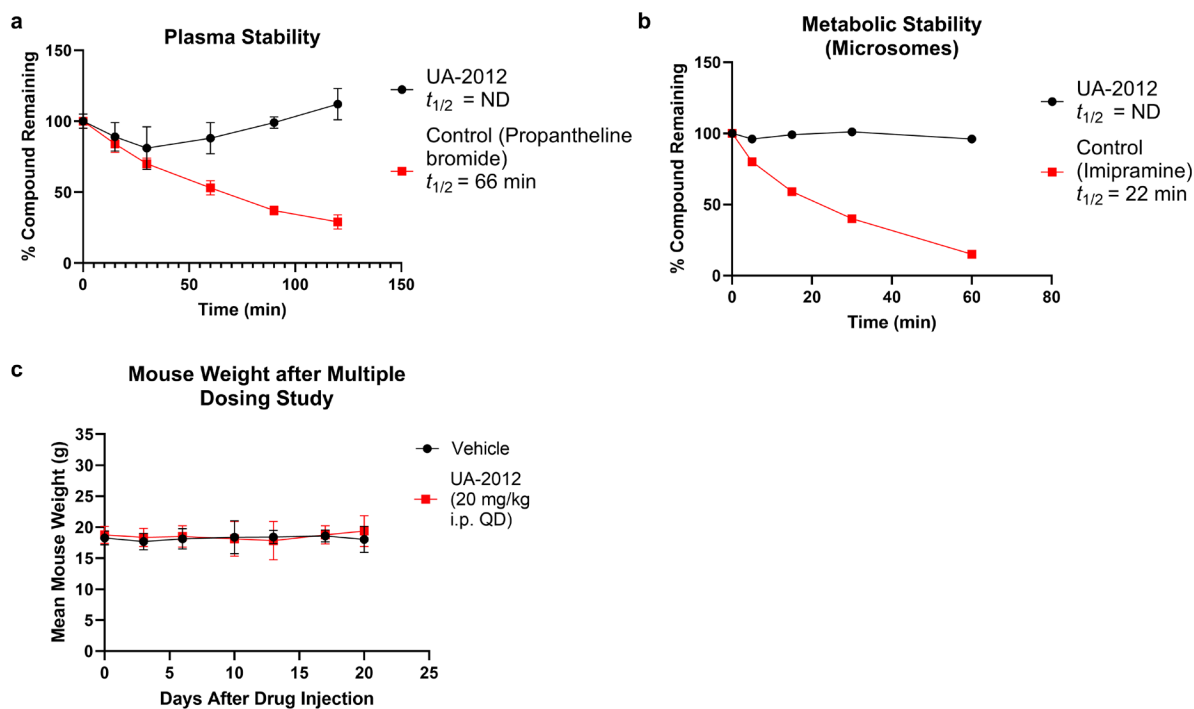 a
Plasma Stability
% Compound Remaining
150
100
50
0
0 50 100 150
Time (min)
UA-2012
t1/2 = ND
Control (Propantheline
bromide)
t1/2 = 66 min
b
Metabolic Stability
(Microsomes)
% Compound Remaining
150
100
50
0
0 20 40 60 80
Time (min)
UA-2012
t1/2 = ND
Control
(Imipramine)
t1/2 = 22 min
c
Mouse Weight after Multiple
Dosing Study
Mean Mouse Weight (g)
35
30
25
20
15
10
5
0
0 5 10 15 20 25
Days After Drug Injection
Vehicle
UA-2012
(20 mg/kg
i.p. QD)